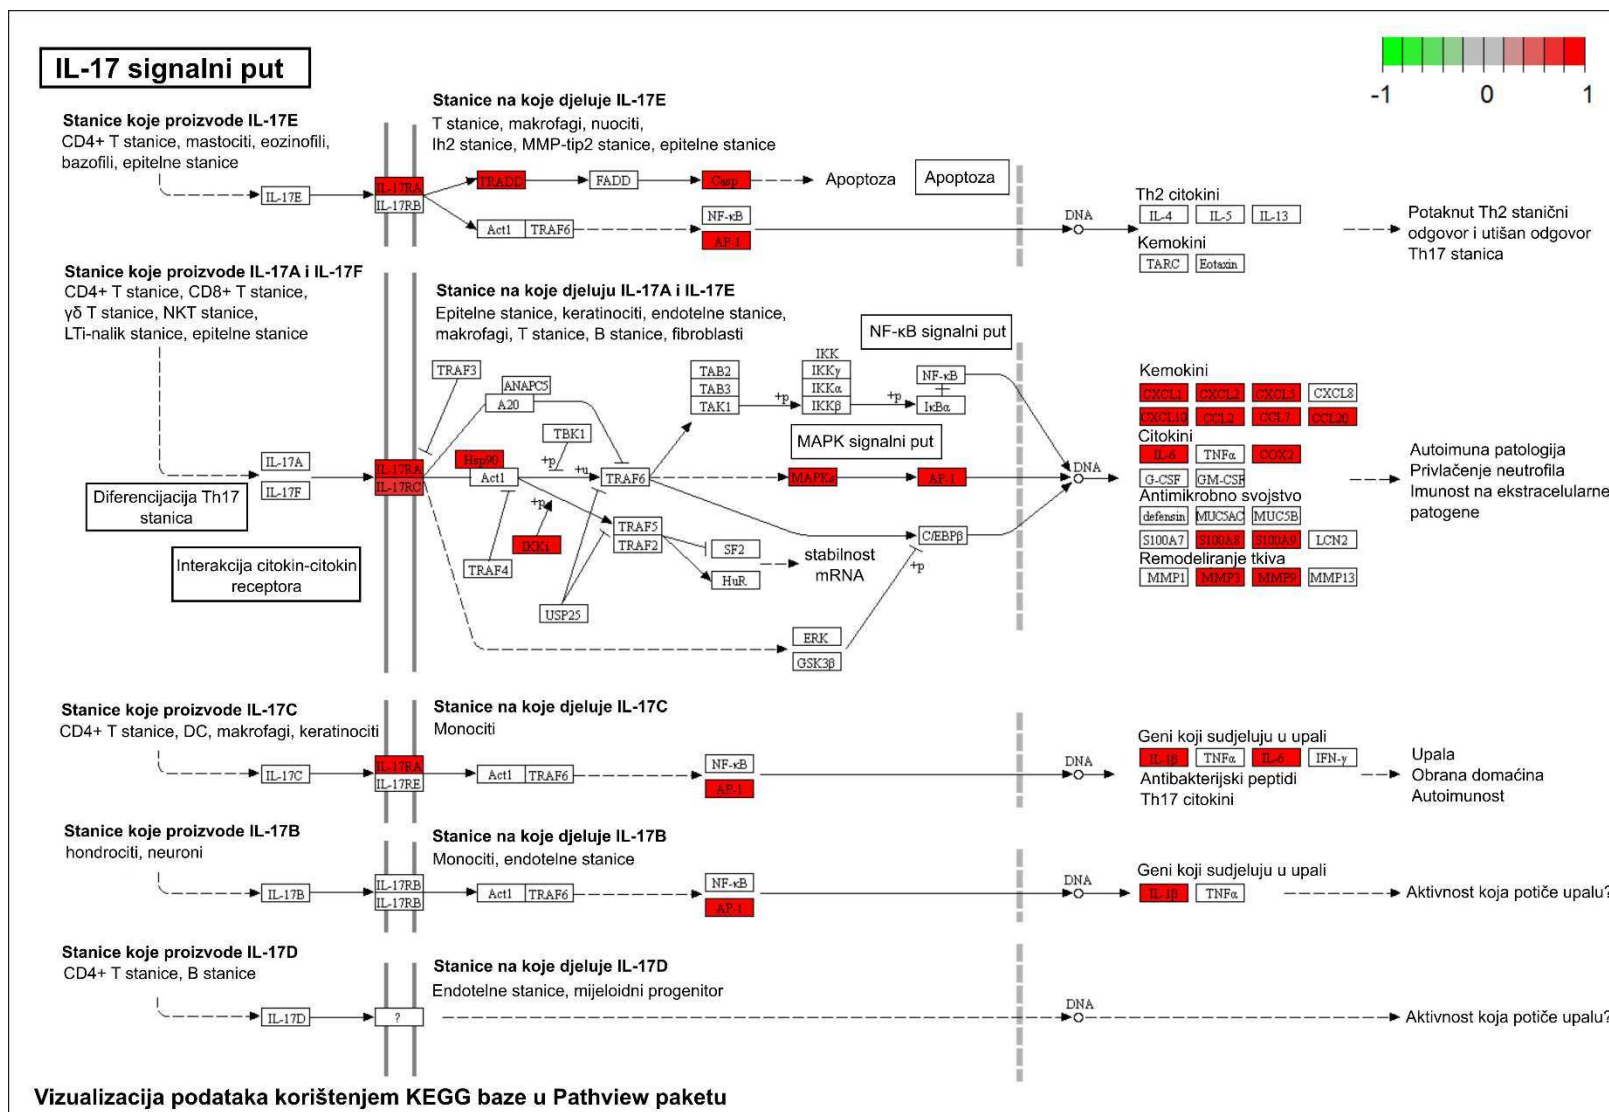 IL-17 signalni put
-1 0 1
Stanice koje proizvode IL-17E
CD4+ T stanice, mastociti, eozinofili,
bazofili, epitelne stanice
Stanice na koje djeluje IL-17E
T stanice, makrofagi, nuociti,
Ih2 stanice, MMP-tip2 stanice, epitelne stanice
IL-17E
IL-17RA
IL-17RB
TRADD
FADD
Casp
Apoptoza
Apoptoza
Act1
TRAF6
NF-κB
AP-1
DNA
Th2 citokini
IL-4
IL-5
IL-13
Kemokini
TARC
Eotaxin
Potaknut Th2 stanični
odgovor i utišan odgovor
Th17 stanica
Stanice koje proizvode IL-17A i IL-17F
CD4+ T stanice, CD8+ T stanice,
γδ T stanice, NKT stanice,
LTi-nalik stanice, epitelne stanice
Stanice na koje djeluju IL-17A i IL-17E
Epitelne stanice, keratinociti, endotelne stanice,
makrofagi, T stanice, B stanice, fibroblasti
NF-κB signalni put
IL-17A
IL-17F
Diferencijacija Th17
stanica
Interakcija citokin-citokin
receptora
IL-17RA
IL-17RC
TRAF3
ANAPC5
A20
TBK1
+p
Hsp90
Act1
+u
TRAF6
+p
IKKi
TRAF4
TRAF5
TRAF2
USP25
TAB2
TAB3
TAK1
+p
IKK
IKKγ
IKKα
IKKβ
+p
NF-κB
IκBα
MAPK signalni put
MAPKs
AP-1
SF2
HuR
stabilnost
mRNA
C/EBPβ
+p
ERK
GSK3β
DNA
Kemokini
CXCL1
CXCL2
CXCL5
CXCL8
CXCL10
CCL2
CCL7
CCL20
Citokini
IL-6
TNFα
COX2
G-CSF
GM-CSF
Antimikrobno svojstvo
defensin
MUC5AC
MUC5B
S100A7
S100A8
S100A9
LCN2
Remodeliranje tkiva
MMP1
MMP3
MMP9
MMP13
Autoimuna patologija
Privlačenje neutrofila
Imunost na ekstracelularne
patogene
Stanice koje proizvode IL-17C
CD4+ T stanice, DC, makrofagi, keratinociti
Stanice na koje djeluje IL-17C
Monociti
IL-17C
IL-17RA
IL-17RE
Act1
TRAF6
NF-κB
AP-1
DNA
Geni koji sudjeluju u upali
IL-1β
TNFα
IL-6
IFN-γ
Antibakterijski peptidi
Th17 citokini
Upala
Obrana domaćina
Autoimunost
Stanice koje proizvode IL-17B
hondrociti, neuroni
Stanice na koje djeluje IL-17B
Monociti, endotelne stanice
IL-17B
IL-17RB
IL-17RB
Act1
TRAF6
NF-κB
AP-1
DNA
Geni koji sudjeluju u upali
IL-1β
TNFα
Aktivnost koja potiče upalu?
Stanice koje proizvode IL-17D
CD4+ T stanice, B stanice
Stanice na koje djeluje IL-17D
Endotelne stanice, mijeloidni progenitor
IL-17D
?
DNA
Aktivnost koja potiče upalu?
Vizualizacija podataka korištenjem KEGG baze u Pathview paketu